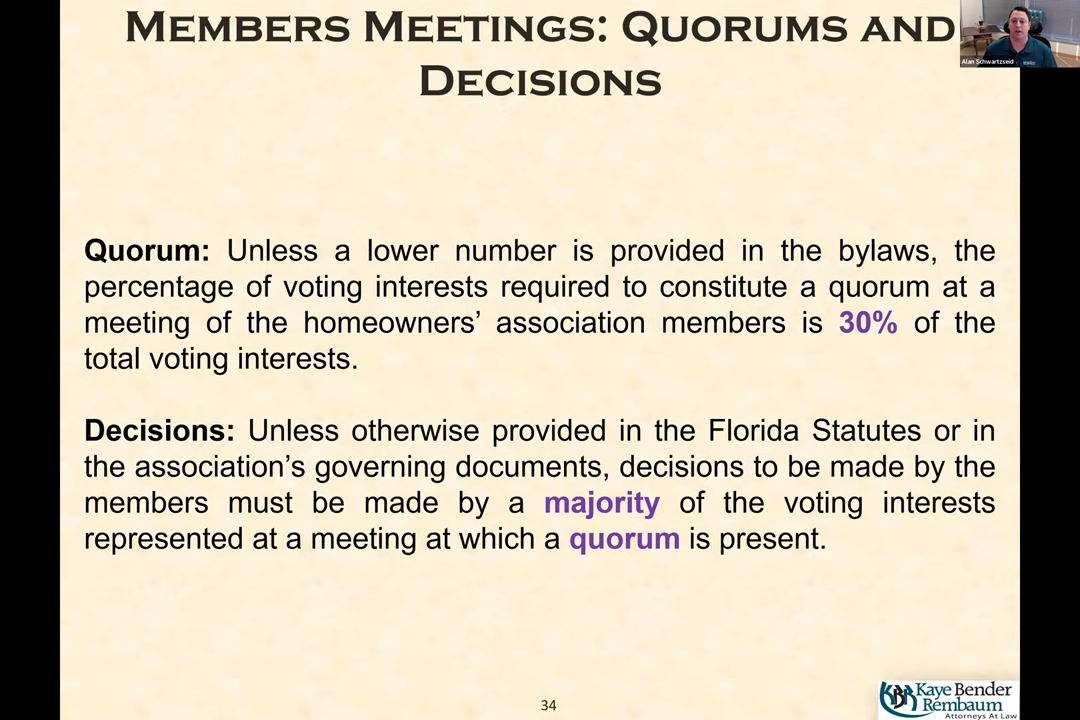 MEMBERS MEETINGS: QUORUMS AND
DECISIONS
Alan Schwartzseid
Quorum: Unless a lower number is provided in the bylaws, the
percentage of voting interests required to constitute a quorum at a
meeting of the homeowners’ association members is 30% of the
total voting interests.
Decisions: Unless otherwise provided in the Florida Statutes or in
the association’s governing documents, decisions to be made by the
members must be made by a majority of the voting interests
represented at a meeting at which a quorum is present.
34
KBR Kaye Bender
Rembaum
Attorneys At Law